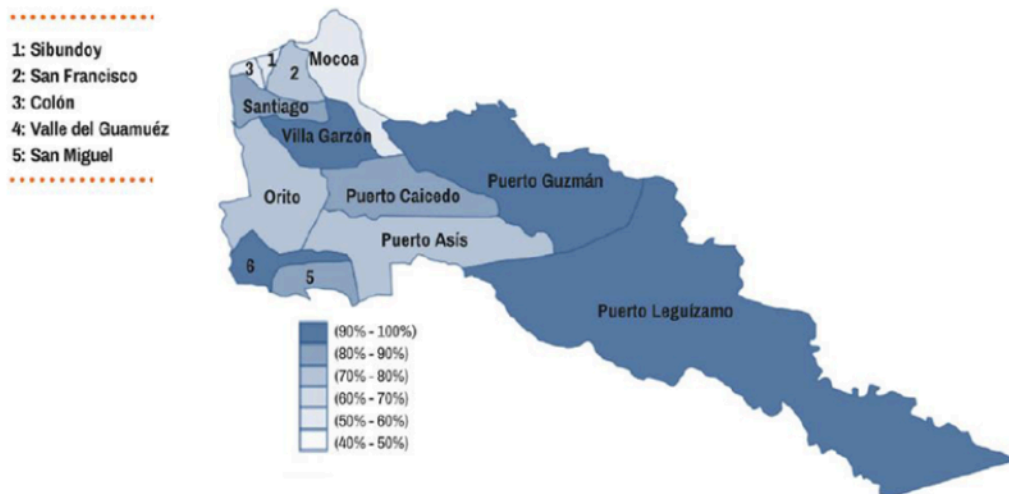 1: Sibundoy
2: San Francisco
3: Colón
4: Valle del Guamuéz
5: San Miguel
Mocoa
1
3
2
Santiago
Villa Garzón
Puerto Guzmán
Orito
Puerto Caicedo
Puerto Asís
6
5
Puerto Leguízamo
(90% - 100%)
(80% - 90%)
(70% - 80%)
(60% - 70%)
(50% - 60%)
(40% - 50%)